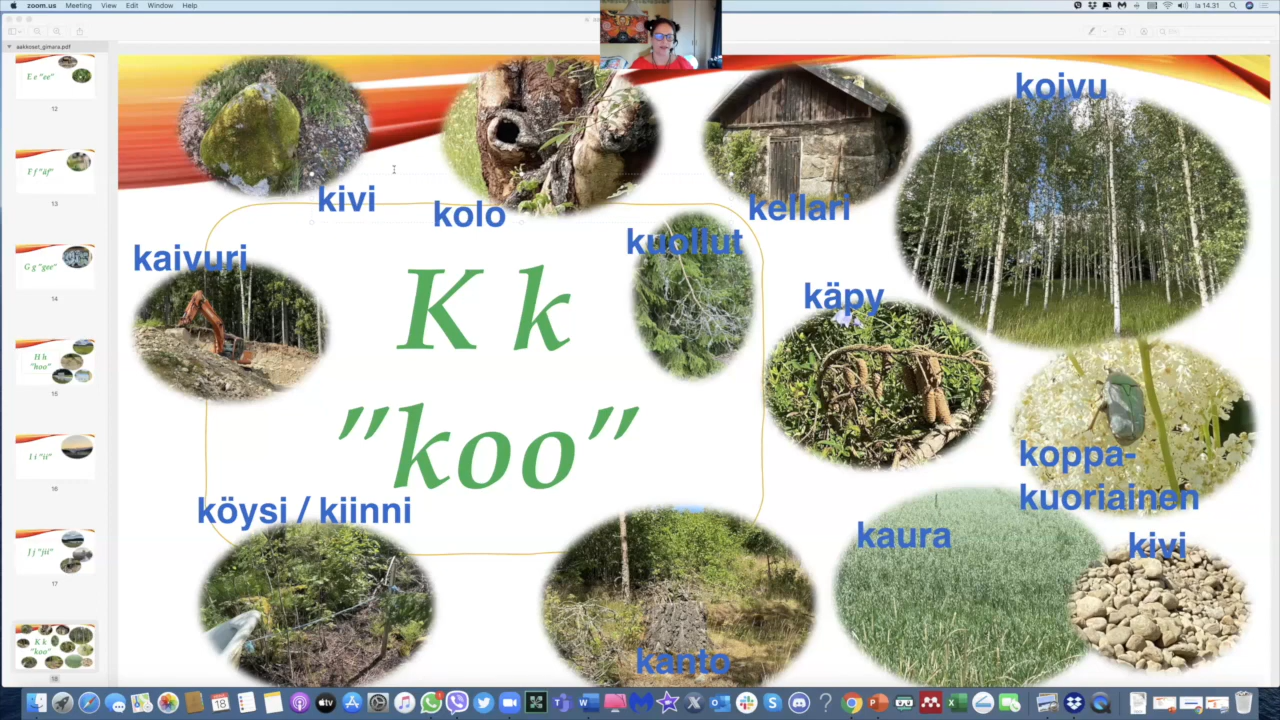 zoom.us Meeting View Edit Window Help
la 14.31
aakkoset_gimara.pdf
E e "ee"
12
F f "äf"
13
G g "gee"
14
H h
"hoo"
15
I i "ii"
16
J j "jii"
17
K k
"koo"
18
koivu
kivi
kolo
kellari
kuollut
kaivuri
K k
käpy
"koo"
koppa-
kuoriainen
köysi / kiinni
kaura
kivi
kanto